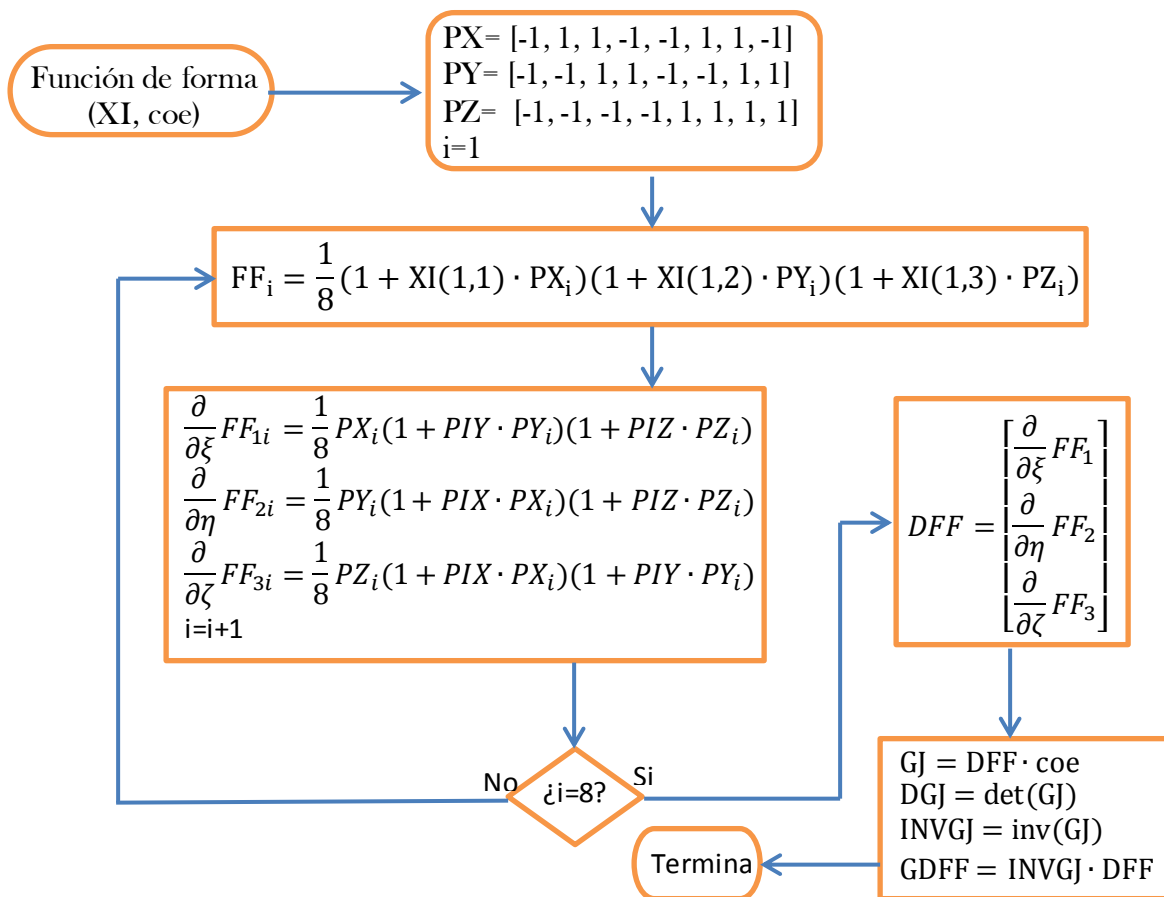 Función de forma
(XI, coe)
PX= [-1, 1, 1, -1, -1, 1, 1, -1]
PY= [-1, -1, 1, 1, -1, -1, 1, 1]
PZ= [-1, -1, -1, -1, 1, 1, 1, 1]
i=1
FFᵢ = 1/8 (1 + XI(1,1) · PXᵢ)(1 + XI(1,2) · PYᵢ)(1 + XI(1,3) · PZᵢ)
∂/∂ξ FF₁ᵢ = 1/8 PXᵢ(1 + PIY · PYᵢ)(1 + PIZ · PZᵢ)
∂/∂η FF₂ᵢ = 1/8 PYᵢ(1 + PIX · PXᵢ)(1 + PIZ · PZᵢ)
∂/∂ζ FF₃ᵢ = 1/8 PZᵢ(1 + PIX · PXᵢ)(1 + PIY · PYᵢ)
i=i+1
¿i=8?
No
Si
DFF = [∂/∂ξ FF₁
∂/∂η FF₂
∂/∂ζ FF₃]
GJ = DFF · coe
DGJ = det(GJ)
INVGJ = inv(GJ)
GDFF = INVGJ · DFF
Termina